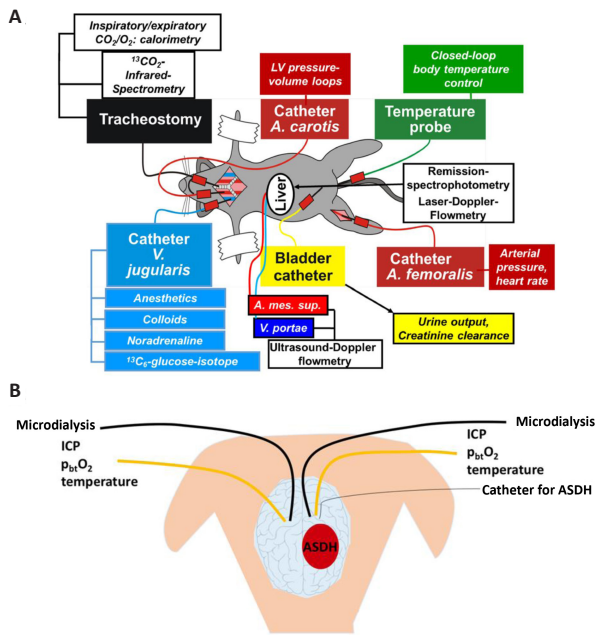 A
Inspiratory/expiratory
CO₂/O₂: calorimetry
¹³CO₂-
Infrared-
Spectrometry
Tracheostomy
LV pressure-
volume loops
Catheter
A. carotis
Closed-loop
body temperature
control
Temperature
probe
Liver
Remission-
spectrophotometry
Laser-Doppler-
Flowmetry
Catheter
V.
jugularis
Anesthetics
Colloids
Noradrenaline
¹³C₆-glucose-isotope
Bladder
catheter
A. mes. sup.
V. portae
Ultrasound-Doppler
flowmetry
Catheter
A. femoralis
Arterial
pressure,
heart rate
Urine output,
Creatinine clearance
B
Microdialysis
ICP
pbtO₂
temperature
Microdialysis
ICP
pbtO₂
temperature
Catheter for ASDH
ASDH